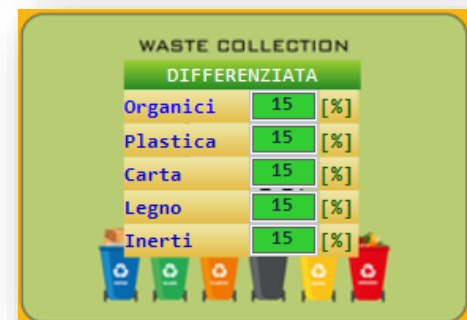 WASTE COLLECTION
DIFFERENZIATA
Organici 15 [%]
Plastica 15 [%]
Carta 15 [%]
Legno 15 [%]
Inerti 15 [%]